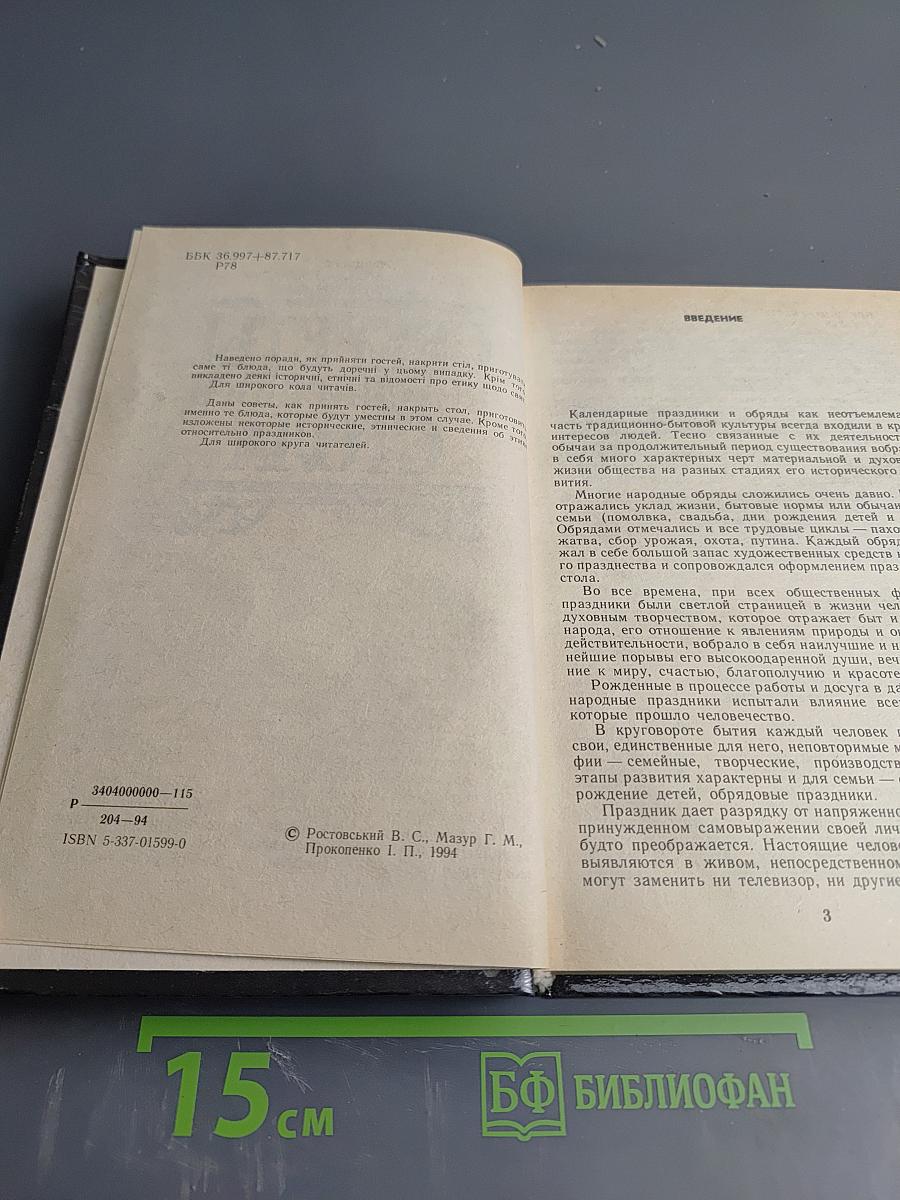 ББК 36.997+87.717
Р78
Наведено поради, як прийняти гостей, накрити стіл, приготувати
саме ті блюда, що будуть доречні у цьому випадку. Крім того,
викладено деякі історичні, етнічні та відомості про етику щодо свят.
Для широкого кола читачів.
Даны советы, как принять гостей, накрыть стол, приготовить
именно те блюда, которые будут уместны в этом случае. Кроме того,
изложены некоторые исторические, этнические и сведения об этике
относительно праздников.
Для широкого круга читателей.
Р 3404000000—115
204—94
ISBN 5-337-01599-0
© Ростовський В. С., Мазур Г. М.,
Прокопенко І. П., 1994
ВВЕДЕНИЕ
Календарные праздники и обряды как неотъемлема
часть традиционно-бытовой культуры всегда входили в кр
интересов людей. Тесно связанные с их деятельност
обычаи за продолжительный период существования вобра
в себя много характерных черт материальной и духов
жизни общества на разных стадиях его исторического
вития.
Многие народные обряды сложились очень давно.
отражались уклад жизни, бытовые нормы или обычаи
семьи (помолвка, свадьба, дни рождения детей и
Обрядами отмечались и все трудовые циклы — пахо
жатва, сбор урожая, охота, путина. Каждый обряд
жал в себе большой запас художественных средств
го празднества и сопровождался оформлением праз
стола.
Во все времена, при всех общественных ф
праздники были светлой страницей в жизни чел
духовным творчеством, которое отражает быт и
народа, его отношение к явлениям природы и о
действительности, вобрало в себя наилучшие и н
нейшие порывы его высокоодаренной души, веч
ние к миру, счастью, благополучию и красоте
Рожденные в процессе работы и досуга в да
народные праздники испытали влияние все
которые прошло человечество.
В круговороте бытия каждый человек
свои, единственные для него, неповторимые м
фии — семейные, творческие, производств
этапы развития характерны и для семьи —
рождение детей, обрядовые праздники.
Праздник дает разрядку от напряженно
принужденном самовыражении своей лич
будто преображается. Настоящие челов
выявляются в живом, непосредственном
могут заменить ни телевизор, ни другие
3
15 см
БФ БИБЛИОФАН